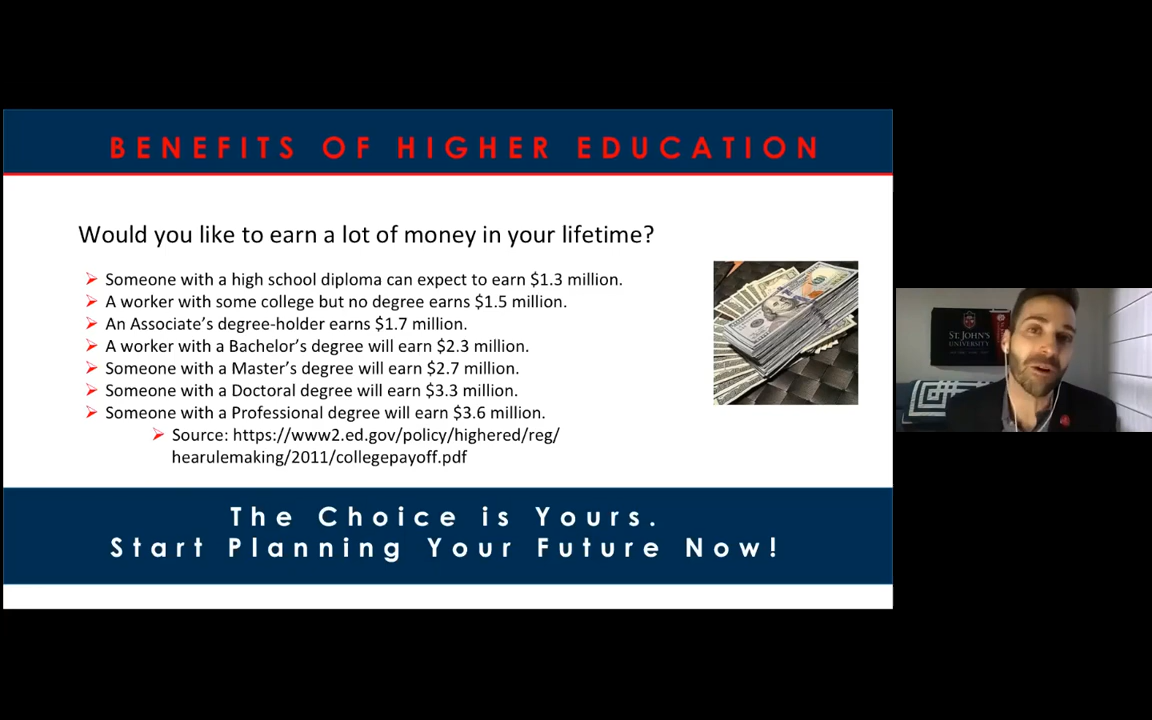 BENEFITS OF HIGHER EDUCATION
Would you like to earn a lot of money in your lifetime?
Someone with a high school diploma can expect to earn $1.3 million.
A worker with some college but no degree earns $1.5 million.
An Associate’s degree-holder earns $1.7 million.
A worker with a Bachelor’s degree will earn $2.3 million.
Someone with a Master’s degree will earn $2.7 million.
Someone with a Doctoral degree will earn $3.3 million.
Someone with a Professional degree will earn $3.6 million.
Source: https://www2.ed.gov/policy/highered/reg/
hearulemaking/2011/collegepayoff.pdf
The Choice is Yours.
Start Planning Your Future Now!
ST. JOHN'S
UNIVERSITY